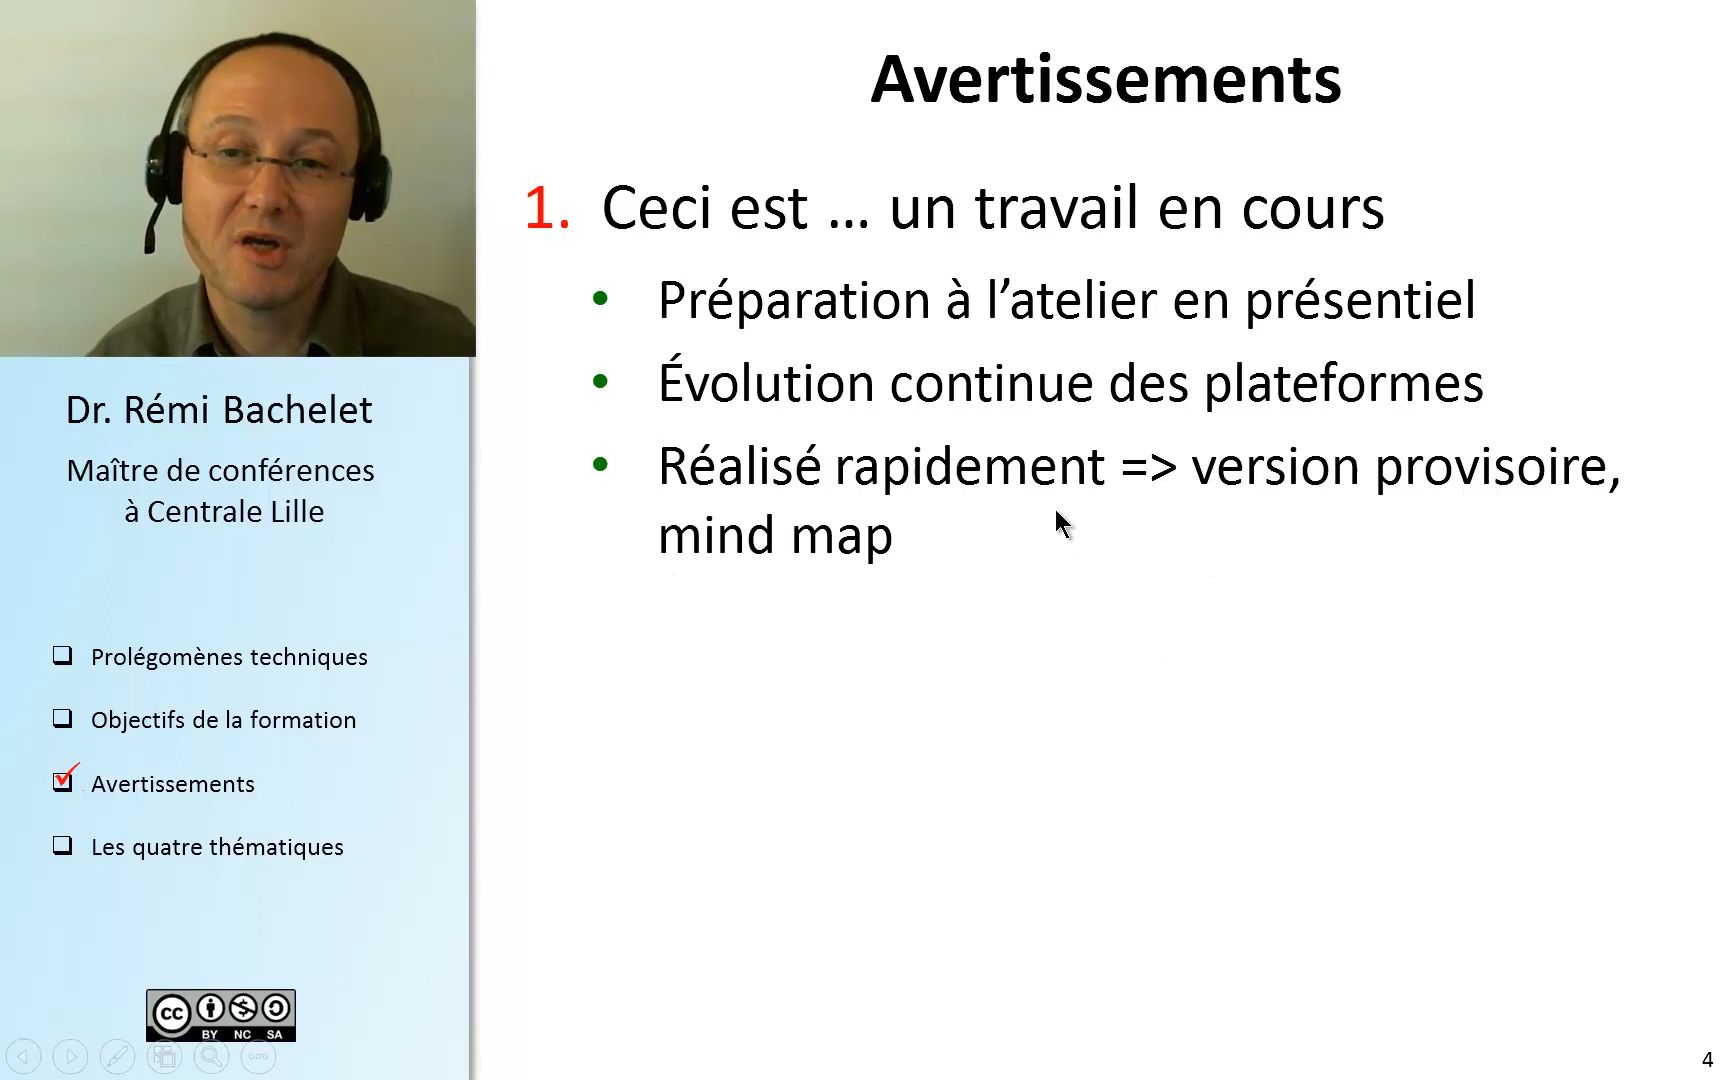 Avertissements
1. Ceci est ... un travail en cours
• Préparation à l’atelier en présentiel
• Évolution continue des plateformes
• Réalisé rapidement => version provisoire,
mind map
Dr. Rémi Bachelet
Maître de conférences
à Centrale Lille
Prolégomènes techniques
Objectifs de la formation
Avertissements
Les quatre thématiques
cc
BY NC SA
4